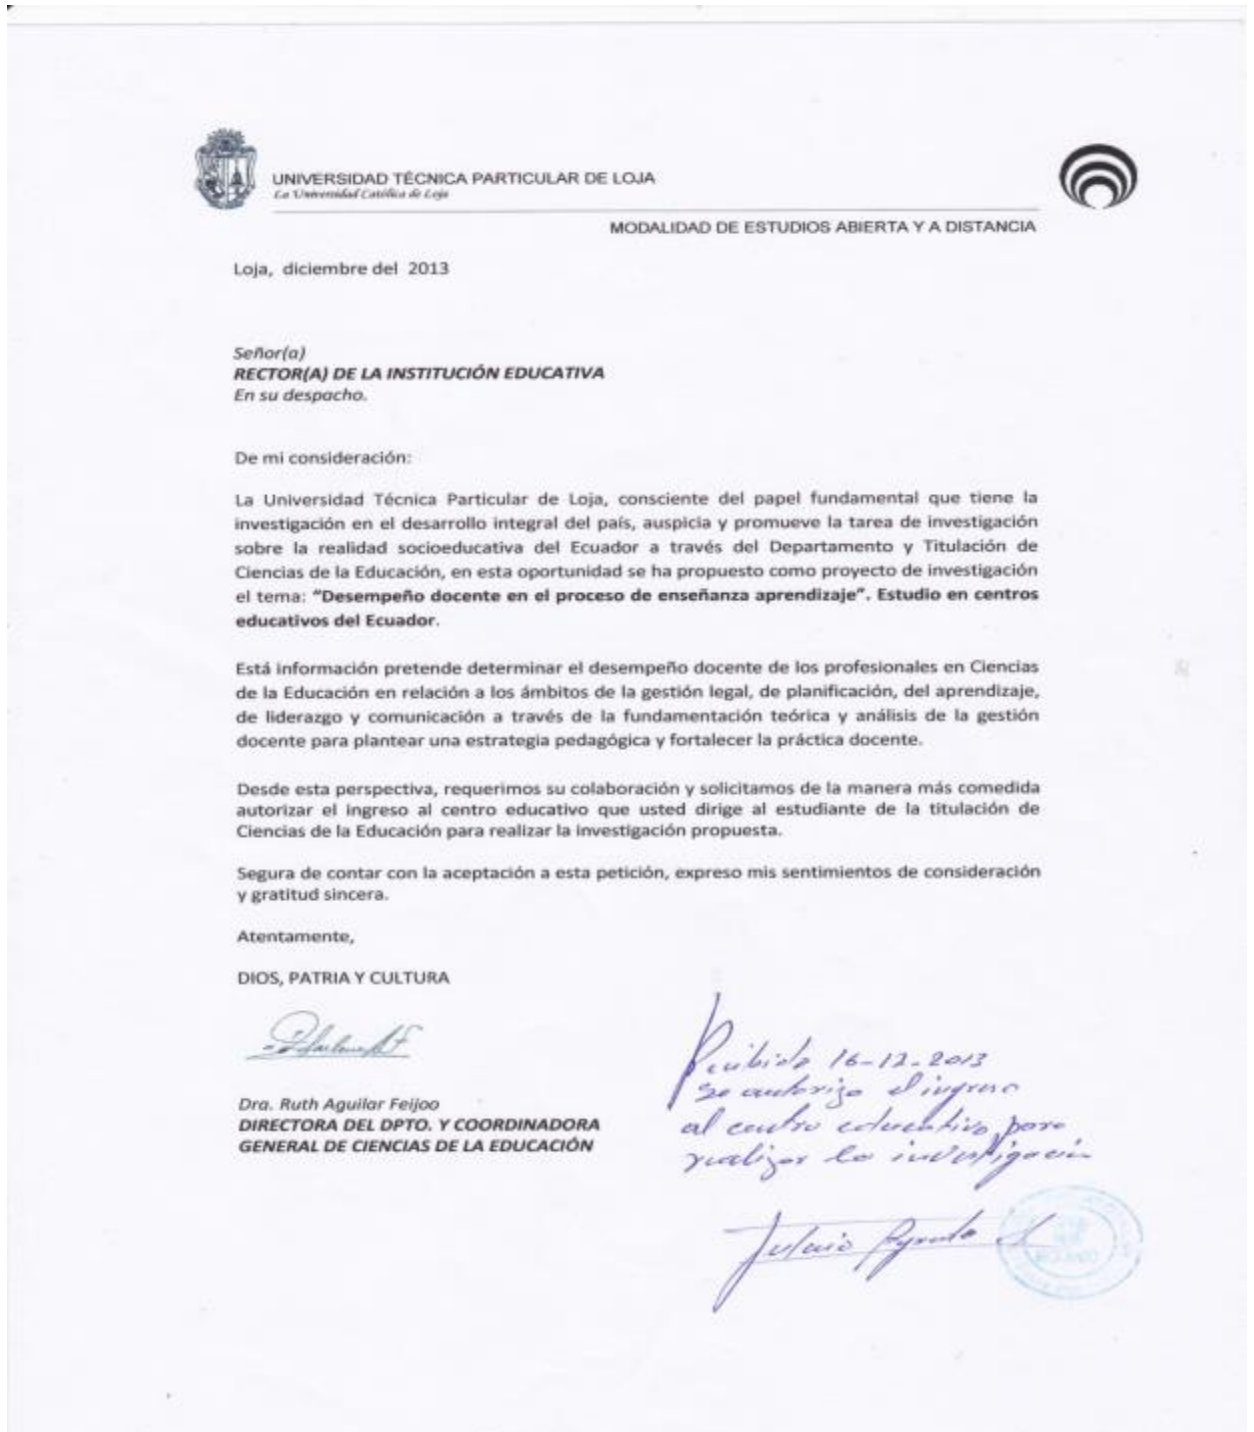 UNIVERSIDAD TÉCNICA PARTICULAR DE LOJA
La Universidad Católica de Loja
MODALIDAD DE ESTUDIOS ABIERTA Y A DISTANCIA
Loja, diciembre del 2013
Señor(a)
RECTOR(A) DE LA INSTITUCIÓN EDUCATIVA
En su despacho.
De mi consideración:
La Universidad Técnica Particular de Loja, consciente del papel fundamental que tiene la
investigación en el desarrollo integral del país, auspicia y promueve la tarea de investigación
sobre la realidad socioeducativa del Ecuador a través del Departamento y Titulación de
Ciencias de la Educación, en esta oportunidad se ha propuesto como proyecto de investigación
el tema: “Desempeño docente en el proceso de enseñanza aprendizaje”. Estudio en centros
educativos del Ecuador.
Está información pretende determinar el desempeño docente de los profesionales en Ciencias
de la Educación en relación a los ámbitos de la gestión legal, de planificación, del aprendizaje,
de liderazgo y comunicación a través de la fundamentación teórica y análisis de la gestión
docente para plantear una estrategia pedagógica y fortalecer la práctica docente.
Desde esta perspectiva, requerimos su colaboración y solicitamos de la manera más comedida
autorizar el ingreso al centro educativo que usted dirige al estudiante de la titulación de
Ciencias de la Educación para realizar la investigación propuesta.
Segura de contar con la aceptación a esta petición, expreso mis sentimientos de consideración
y gratitud sincera.
Atentamente,
DIOS, PATRIA Y CULTURA
Dra. Ruth Aguilar Feijoo
DIRECTORA DEL DPTO. Y COORDINADORA
GENERAL DE CIENCIAS DE LA EDUCACIÓN
Recibido 16-12-2013
Se autoriza el ingreso
al centro educativo, para
realizar la investigación